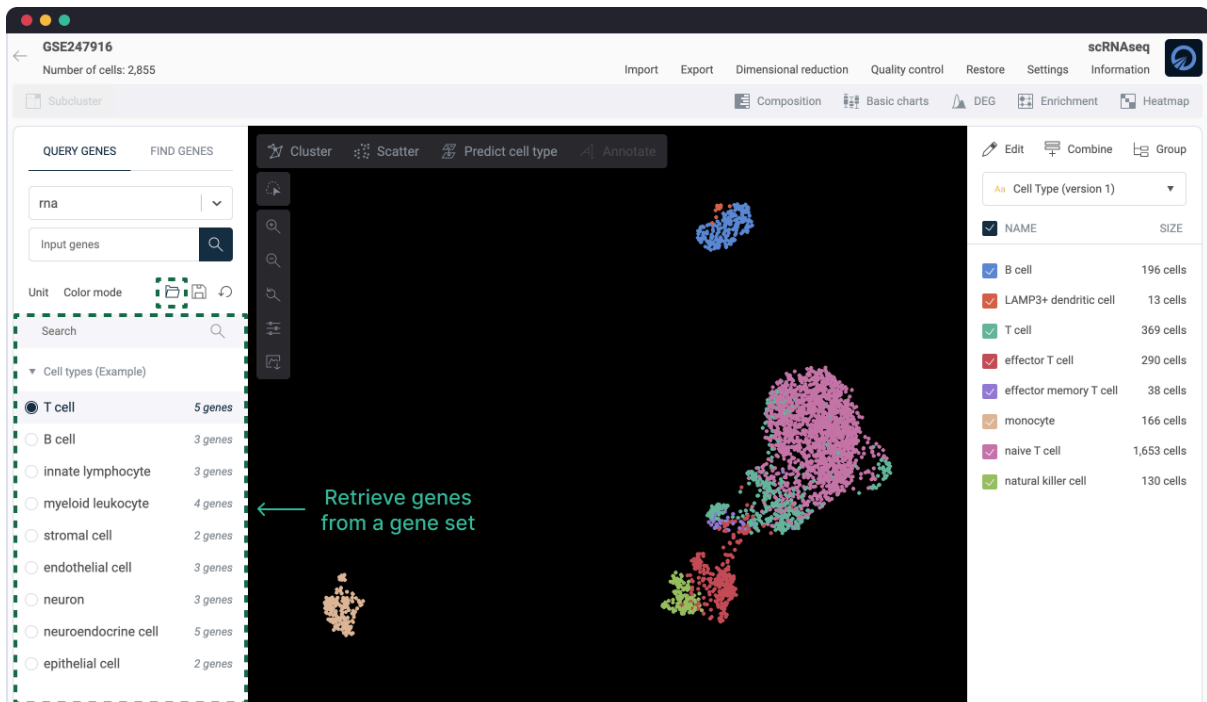 GSE247916
Number of cells: 2,855
scRNAseq
Import Export Dimensional reduction Quality control Restore Settings Information
Subcluster
Composition Basic charts DEG Enrichment Heatmap
QUERY GENES FIND GENES
rna
Input genes
Unit Color mode
Search
Cell types (Example)
T cell 5 genes
B cell 3 genes
innate lymphocyte 3 genes
myeloid leukocyte 4 genes
stromal cell 2 genes
endothelial cell 3 genes
neuron 3 genes
neuroendocrine cell 5 genes
epithelial cell 2 genes
Cluster Scatter Predict cell type Annotate
Retrieve genes
from a gene set
Edit Combine Group
Aa Cell Type (version 1)
NAME SIZE
B cell 196 cells
LAMP3+ dendritic cell 13 cells
T cell 369 cells
effector T cell 290 cells
effector memory T cell 38 cells
monocyte 166 cells
naive T cell 1,653 cells
natural killer cell 130 cells